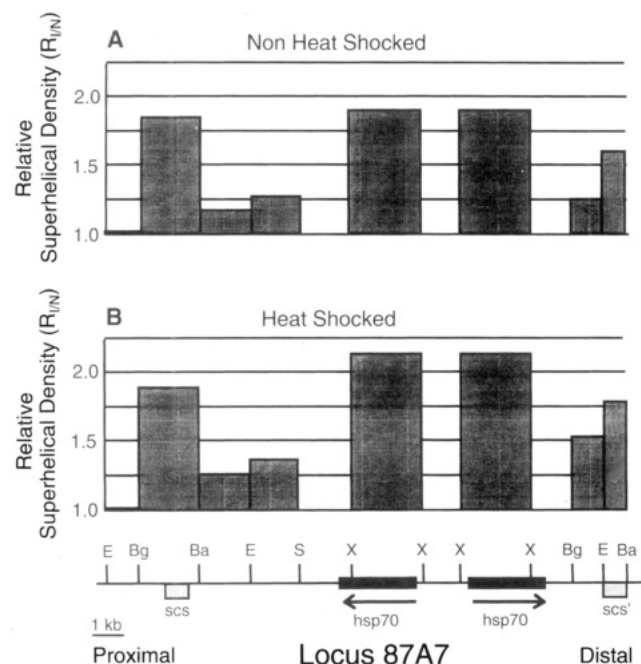 A
Non Heat Shocked
Relative
Superhelical Density (R_I/N)
2.0
1.5
1.0
B
Heat Shocked
Relative
Superhelical Density (R_I/N)
2.0
1.5
1.0
E Bg Ba E S X X X X Bg E Ba
scs hsp70 hsp70 scs'
1 kb
Proximal Locus 87A7 Distal